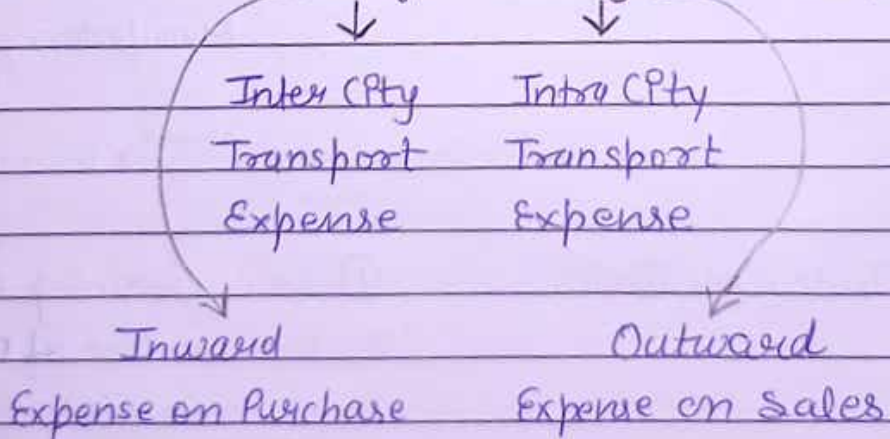 Inter City Intra City
Transport Transport
Expense Expense
Inward Outward
Expense on Purchase Expense on Sales